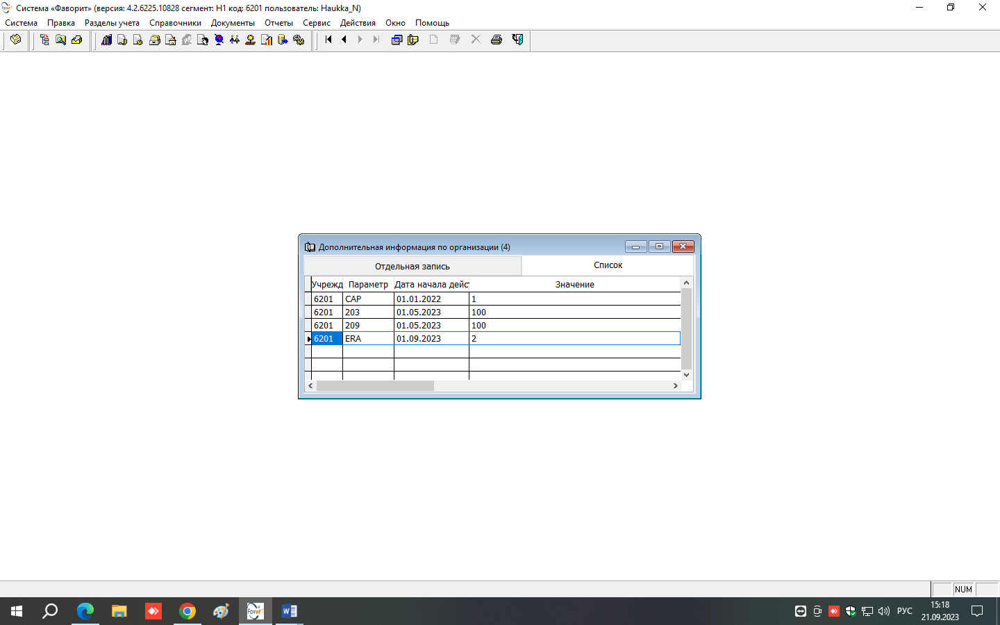 Система «Фаворит» (версия: 4.2.6225.10828 сегмент: H1 код: 6201 пользователь: Haukka_N)
Система Правка Разделы учета Справочники Документы Отчеты Сервис Действия Окно Помощь
Дополнительная информация по организации (4)
Отдельная запись Список
Учрежд Параметр Дата начала дейс Значение
6201 CAP 01.01.2022 1
6201 203 01.05.2023 100
6201 209 01.05.2023 100
6201 ERA 01.09.2023 2
NUM
РУС
15:18
21.09.2023